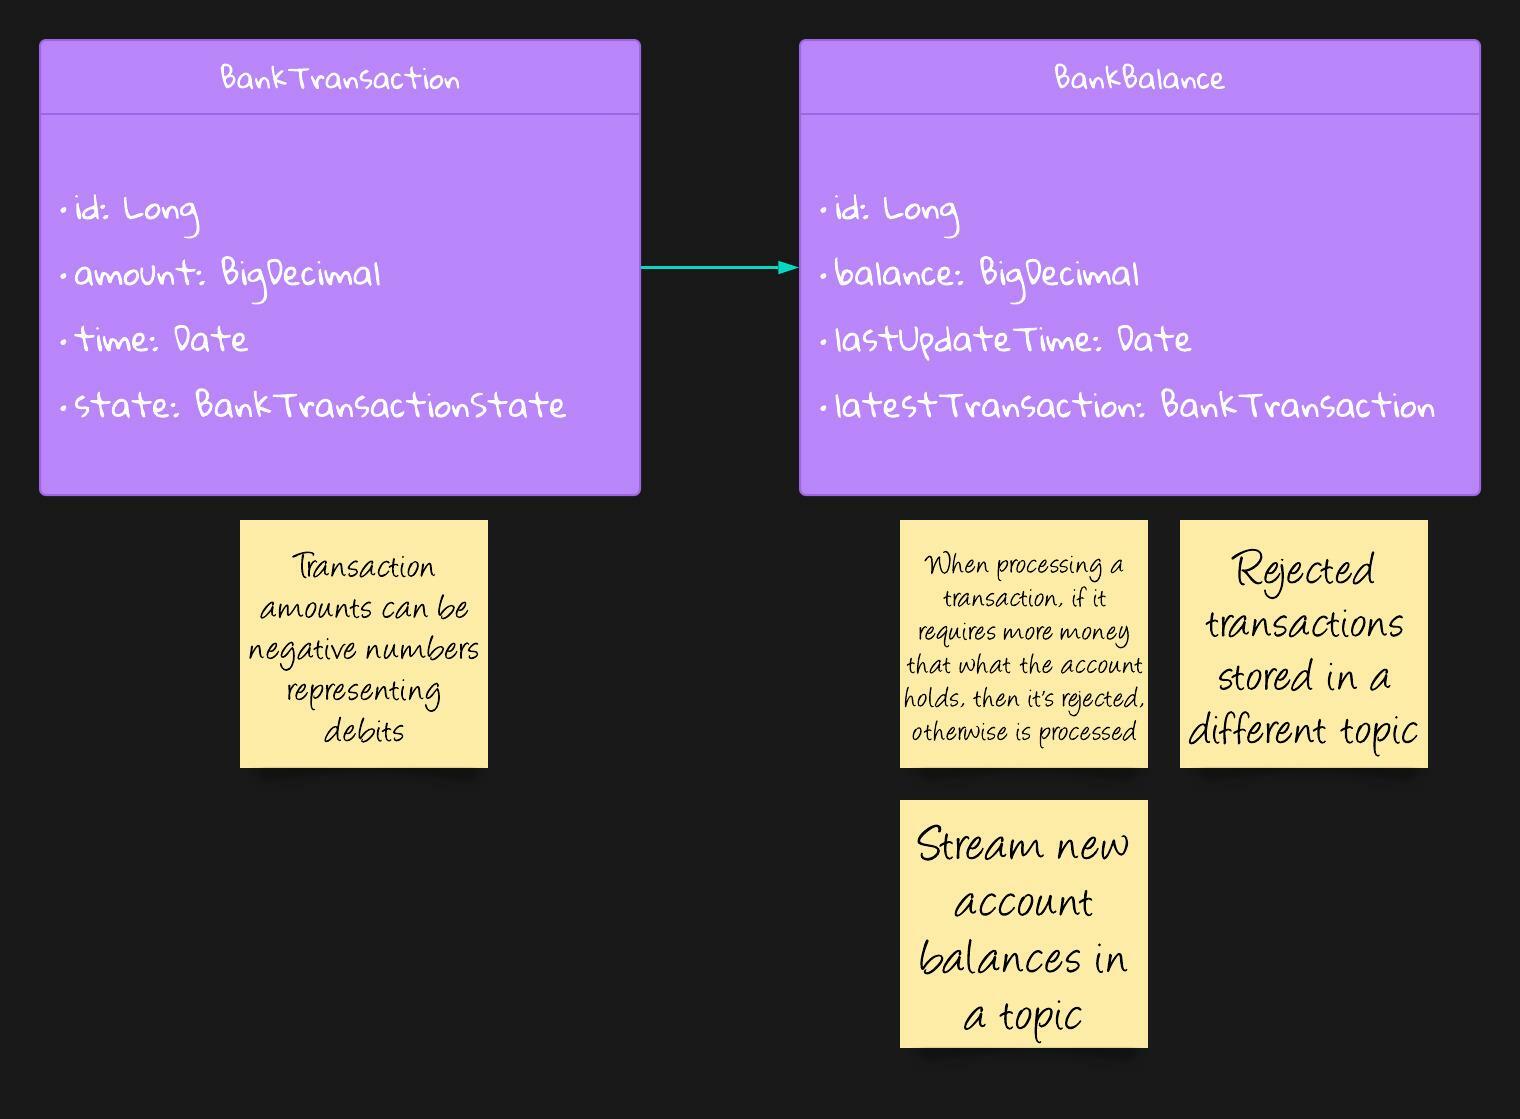 BankTransaction
• id: Long
• amount: BigDecimal
• time: Date
• state: BankTransactionState
BankBalance
• id: Long
• balance: BigDecimal
• lastUpdateTime: Date
• latestTransaction: BankTransaction
Transaction
amounts can be
negative numbers
representing
debits
When processing a
transaction, if it
requires more money
that what the account
holds, then it's rejected,
otherwise is processed
Rejected
transactions
stored in a
different topic
Stream new
account
balances in
a topic